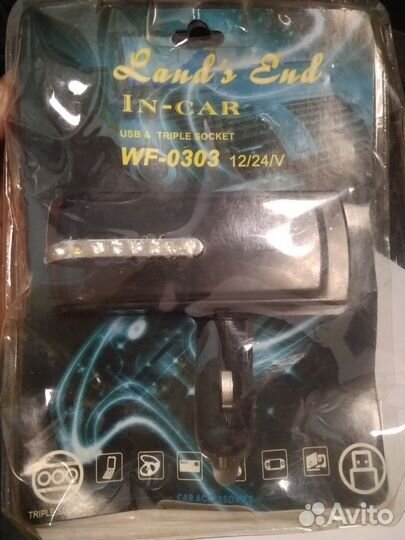 Land's End
IN-CAR
USB & TRIPLE SOCKET
WF-0303 12/24/V
CAR ACCESSORIES
TRIPLE
Avito